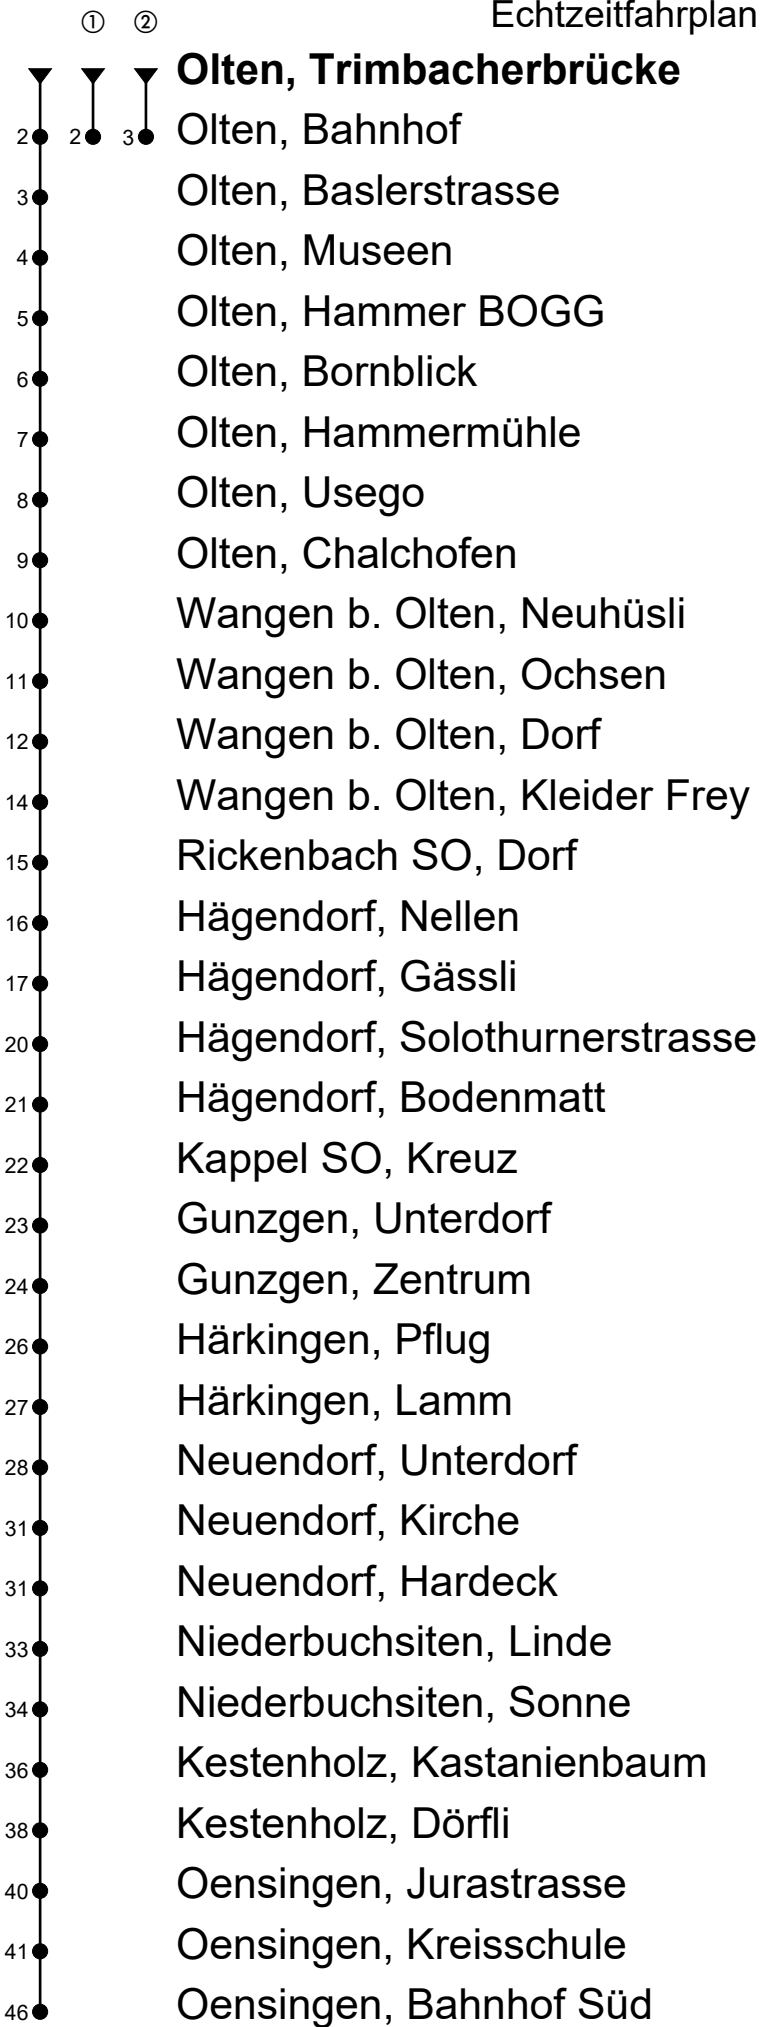 Echtzeitfahrplan
① ②
Olten, Trimbacherbrücke
2 2 3 Olten, Bahnhof
3 Olten, Baslerstrasse
4 Olten, Museen
5 Olten, Hammer BOGG
6 Olten, Bornblick
7 Olten, Hammermühle
8 Olten, Usego
9 Olten, Chalchofen
10 Wangen b. Olten, Neuhüsli
11 Wangen b. Olten, Ochsen
12 Wangen b. Olten, Dorf
14 Wangen b. Olten, Kleider Frey
15 Rickenbach SO, Dorf
16 Hägendorf, Nellen
17 Hägendorf, Gässli
20 Hägendorf, Solothurnerstrasse
21 Hägendorf, Bodenmatt
22 Kappel SO, Kreuz
23 Gunzgen, Unterdorf
24 Gunzgen, Zentrum
26 Härkingen, Pflug
27 Härkingen, Lamm
28 Neuendorf, Unterdorf
31 Neuendorf, Kirche
31 Neuendorf, Hardeck
33 Niederbuchsiten, Linde
34 Niederbuchsiten, Sonne
36 Kestenholz, Kastanienbaum
38 Kestenholz, Dörfli
40 Oensingen, Jurastrasse
41 Oensingen, Kreisschule
46 Oensingen, Bahnhof Süd